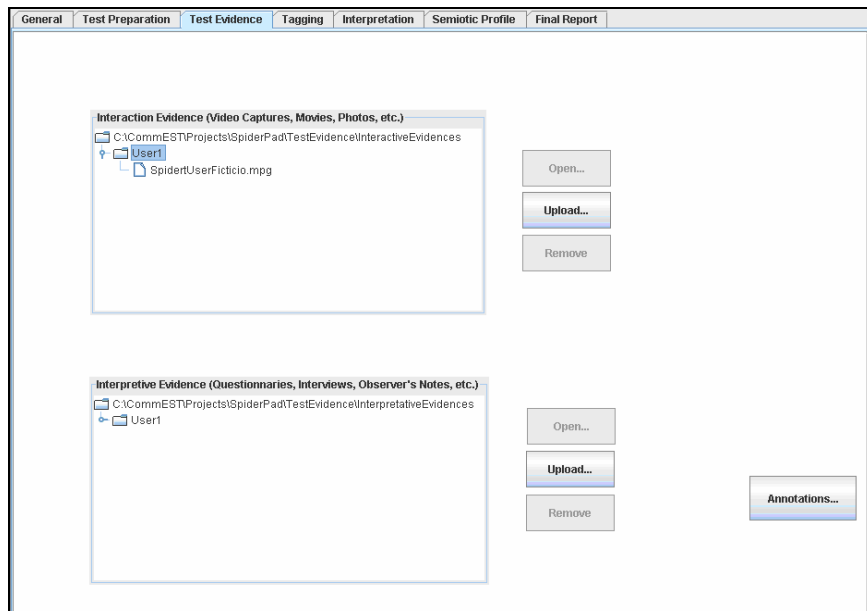 General Test Preparation Test Evidence Tagging Interpretation Semiotic Profile Final Report
Interaction Evidence (Video Captures, Movies, Photos, etc.)
C:\CommEST\Projects\SpiderPad\TestEvidence\InteractiveEvidences
User1
SpidertUserFicticio.mpg
Open...
Upload...
Remove
Interpretive Evidence (Questionnaries, Interviews, Observer's Notes, etc.)
C:\CommEST\Projects\SpiderPad\TestEvidence\InterpretativeEvidences
User1
Open...
Upload...
Remove
Annotations...